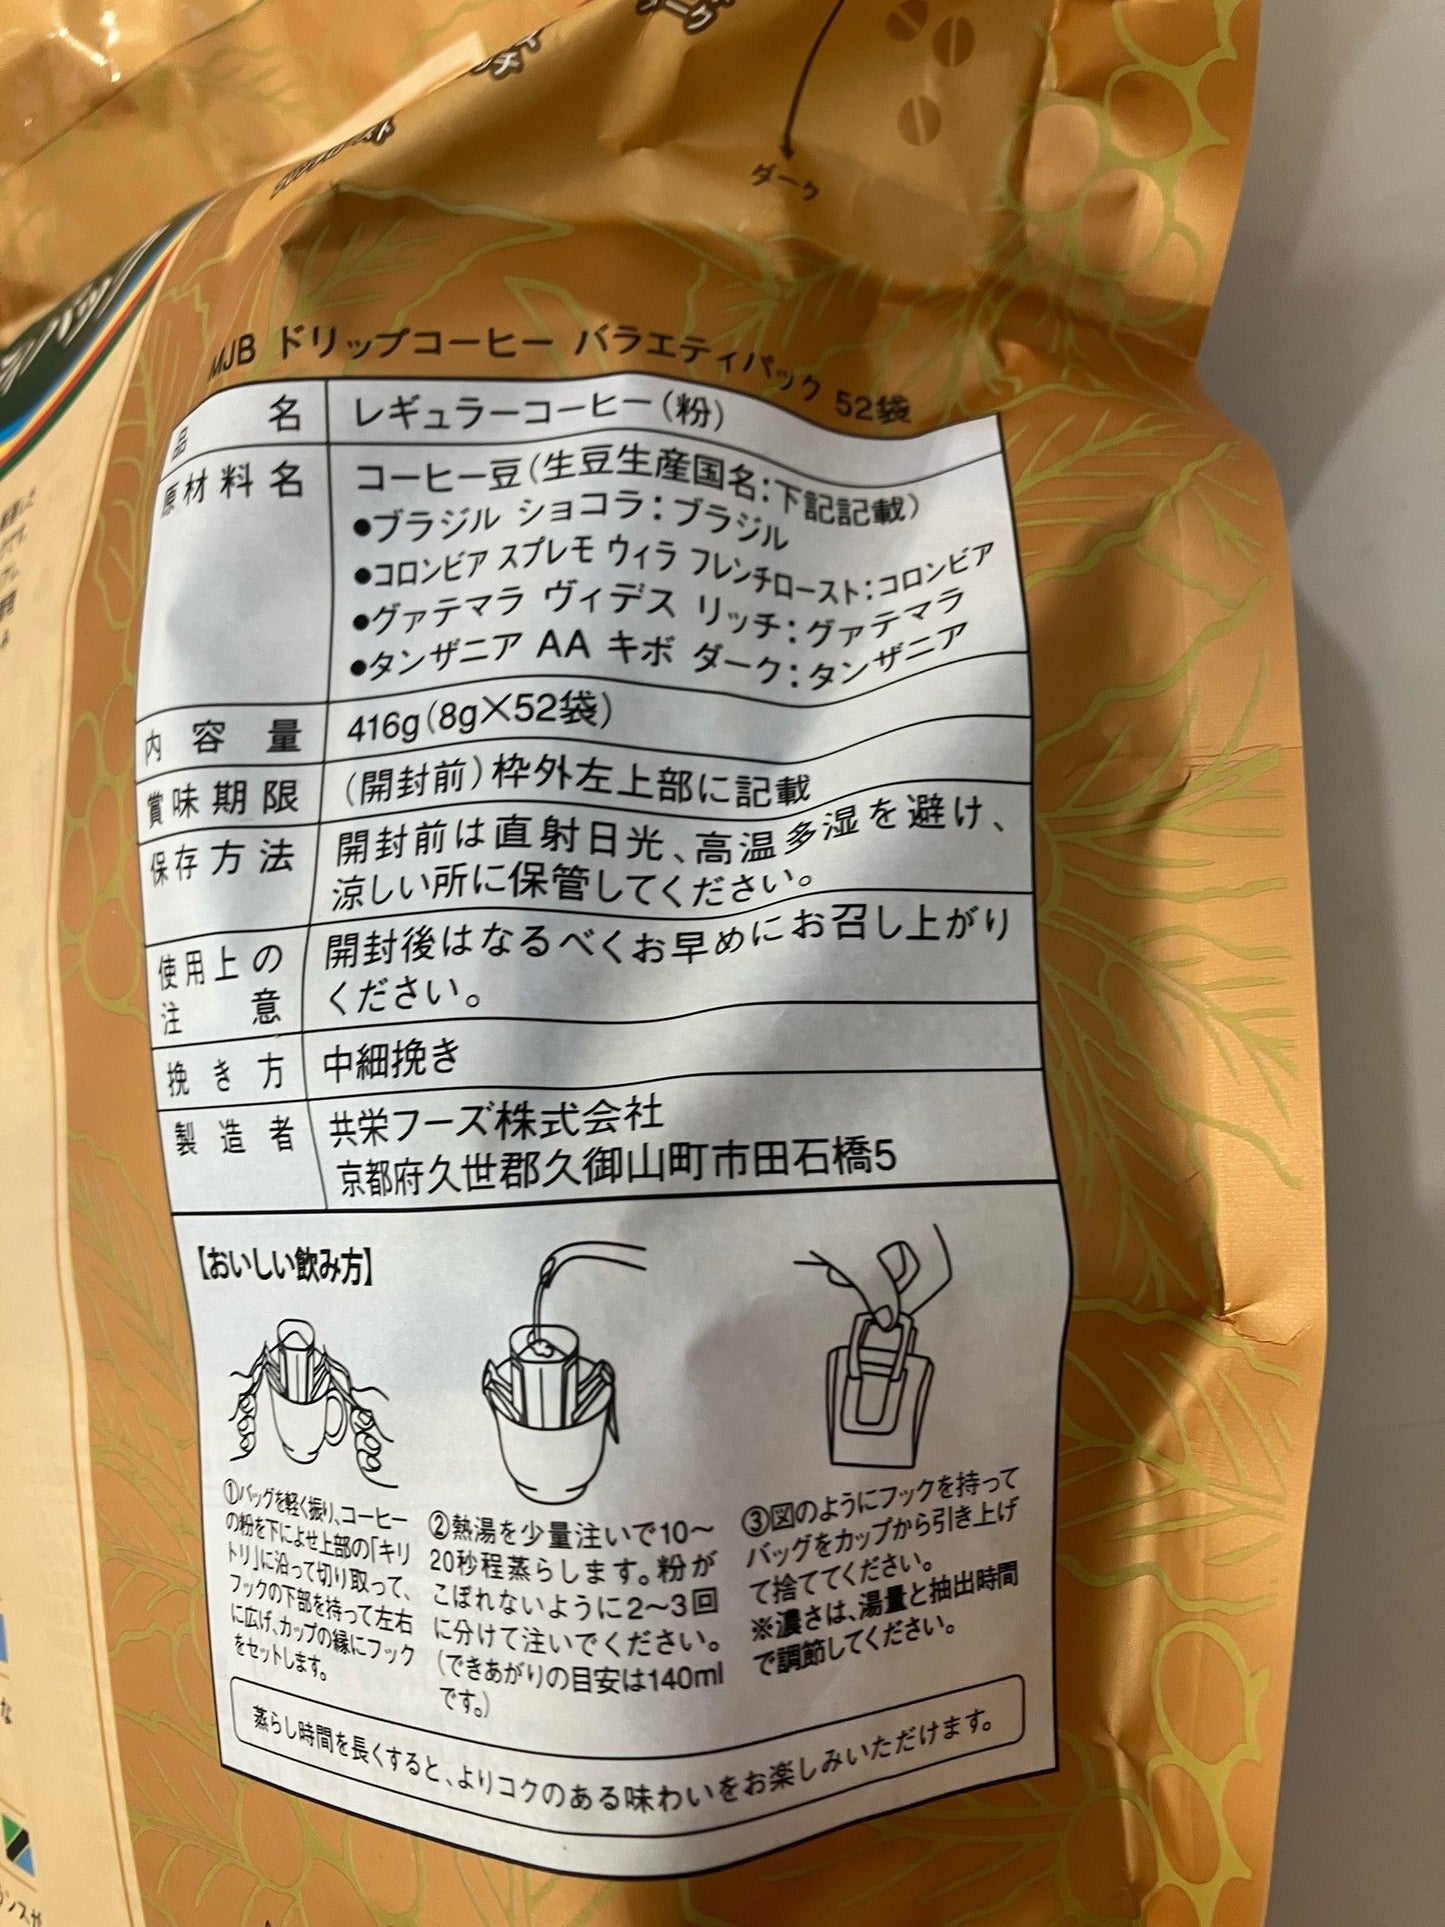 ダーク
MJB ドリップコーヒー バラエティパック 52袋
品名 レギュラーコーヒー(粉)
原材料名 コーヒー豆(生豆生産国名:下記記載)
●ブラジル ショコラ:ブラジル
●コロンビア スプレモ ウィラ フレンチロースト:コロンビア
●グァテマラ ヴィデス リッチ:グァテマラ
●タンザニア AA キボ ダーク:タンザニア
内容量 416g(8g×52袋)
賞味期限 (開封前)枠外左上部に記載
保存方法 開封前は直射日光、高温多湿を避け、
涼しい所に保管してください。
使用上の注意 開封後はなるべくお早めにお召し上がり
ください。
挽き方 中細挽き
製造者 共栄フーズ株式会社
京都府久世郡久御山町市田石橋5
【おいしい飲み方】
①バッグを軽く振り、コーヒー
の粉を下によせ上部の「キリ
トリ」に沿って切り取って、
フックの下部を持って左右
に広げ、カップの縁にフック
をセットします。
②熱湯を少量注いで10〜
20秒程蒸らします。粉が
こぼれないように2〜3回
に分けて注いでください。
(できあがりの目安は140ml
です。)
③図のようにフックを持って
バッグをカップから引き上げ
て捨ててください。
※濃さは、湯量と抽出時間
で調節してください。
蒸らし時間を長くすると、よりコクのある味わいをお楽しみいただけます。